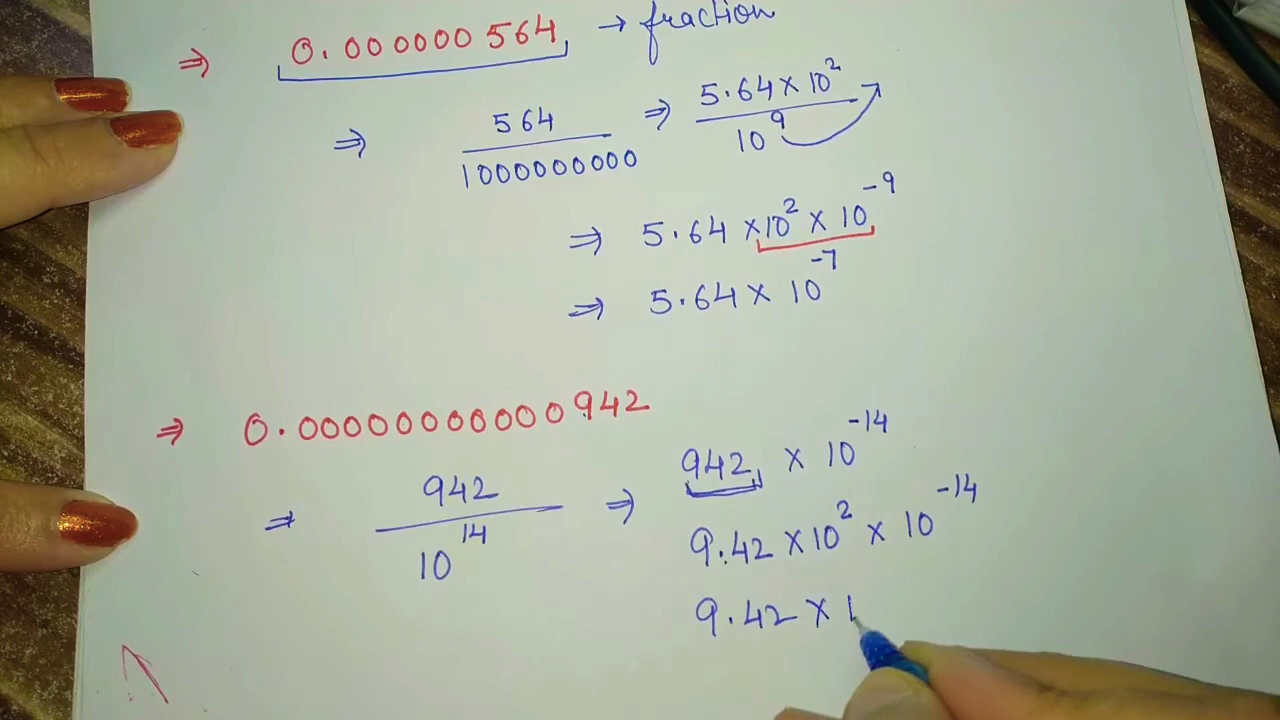 ⇒ 0.000000564 → fraction
⇒ 564/1000000000 ⇒ 5.64 × 10² / 10⁹
⇒ 5.64 × 10² × 10⁻⁹
⇒ 5.64 × 10⁻⁷
⇒ 0.00000000000942
⇒ 942/10¹⁴ ⇒ 942 × 10⁻¹⁴
9.42 × 10² × 10⁻¹⁴
9.42 × 1